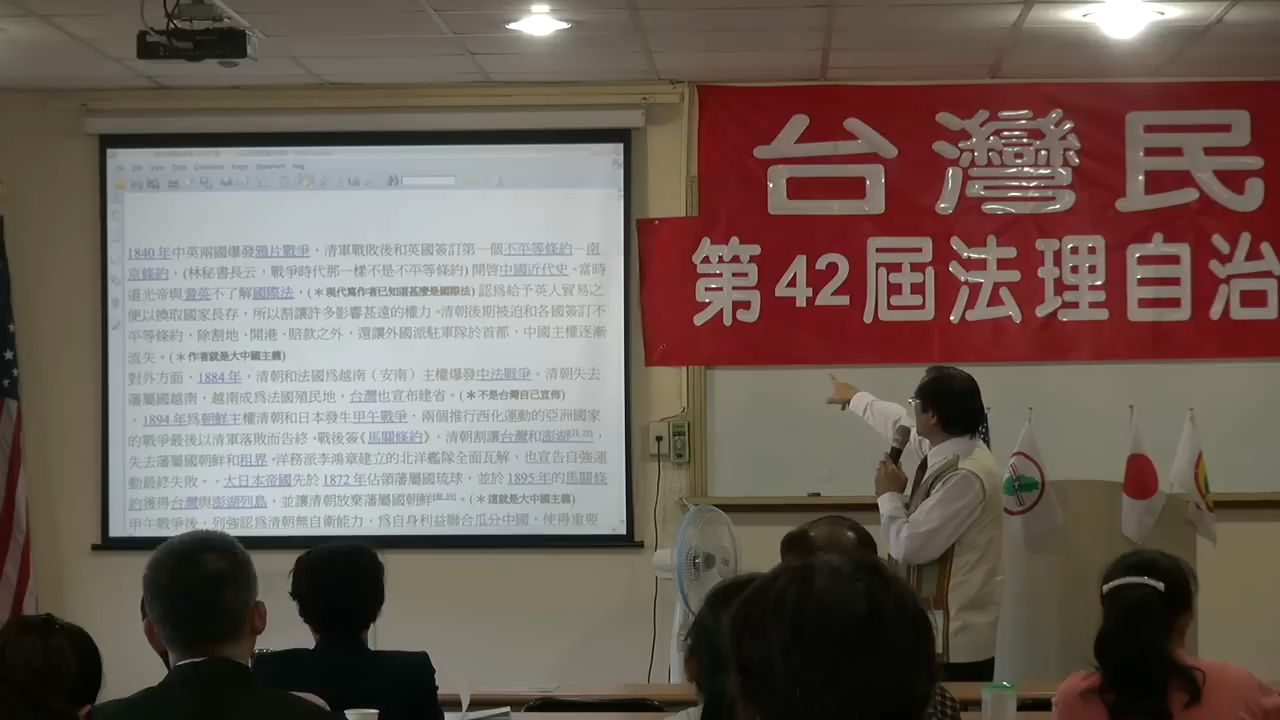 台灣民
第42屆法理自治
1840年中英兩國爆發鴉片戰爭，清軍戰敗後和英國簽訂第一個不平等條約－南
京條約，(林秘書長云，戰爭時代那一樣不是不平等條約) 開啓中國近代史。當時
道光帝與耆英不了解國際法，(＊現代寫作者已知道甚麼是國際法) 認爲給予英人貿易之
便以換取國家長存，所以割讓許多影響甚遠的權力。清朝後期被迫和各國簽訂不
平等條約，除割地、開港、賠款之外，還讓外國派駐軍隊於首都，中國主權逐漸
流失。(＊作者就是大中國主義)
對外方面，1884年，清朝和法國爲越南（安南）主權爆發中法戰爭。清朝失去
藩屬國越南，越南成爲法國殖民地，台灣也宣布建省。(＊不是台灣自己宣佈)
，1894年爲朝鮮主權清朝和日本發生甲午戰爭，兩個推行西化運動的亞洲國家
的戰爭最後以清軍落敗而告終。戰後簽《馬關條約》，清朝割讓台灣和澎湖，
失去藩屬國朝鮮和租界。洋務派李鴻章建立的北洋艦隊全面瓦解，也宣告自強運
動最終失敗。。大日本帝國先於1872年佔領藩屬國琉球，並於1895年的馬關條
約獲得台灣與澎湖列島，並讓清朝放棄藩屬國朝鮮。(＊這就是大中國主義)
甲午戰爭後，列強認爲清朝無自衛能力，爲自身利益聯合瓜分中國，使得重要